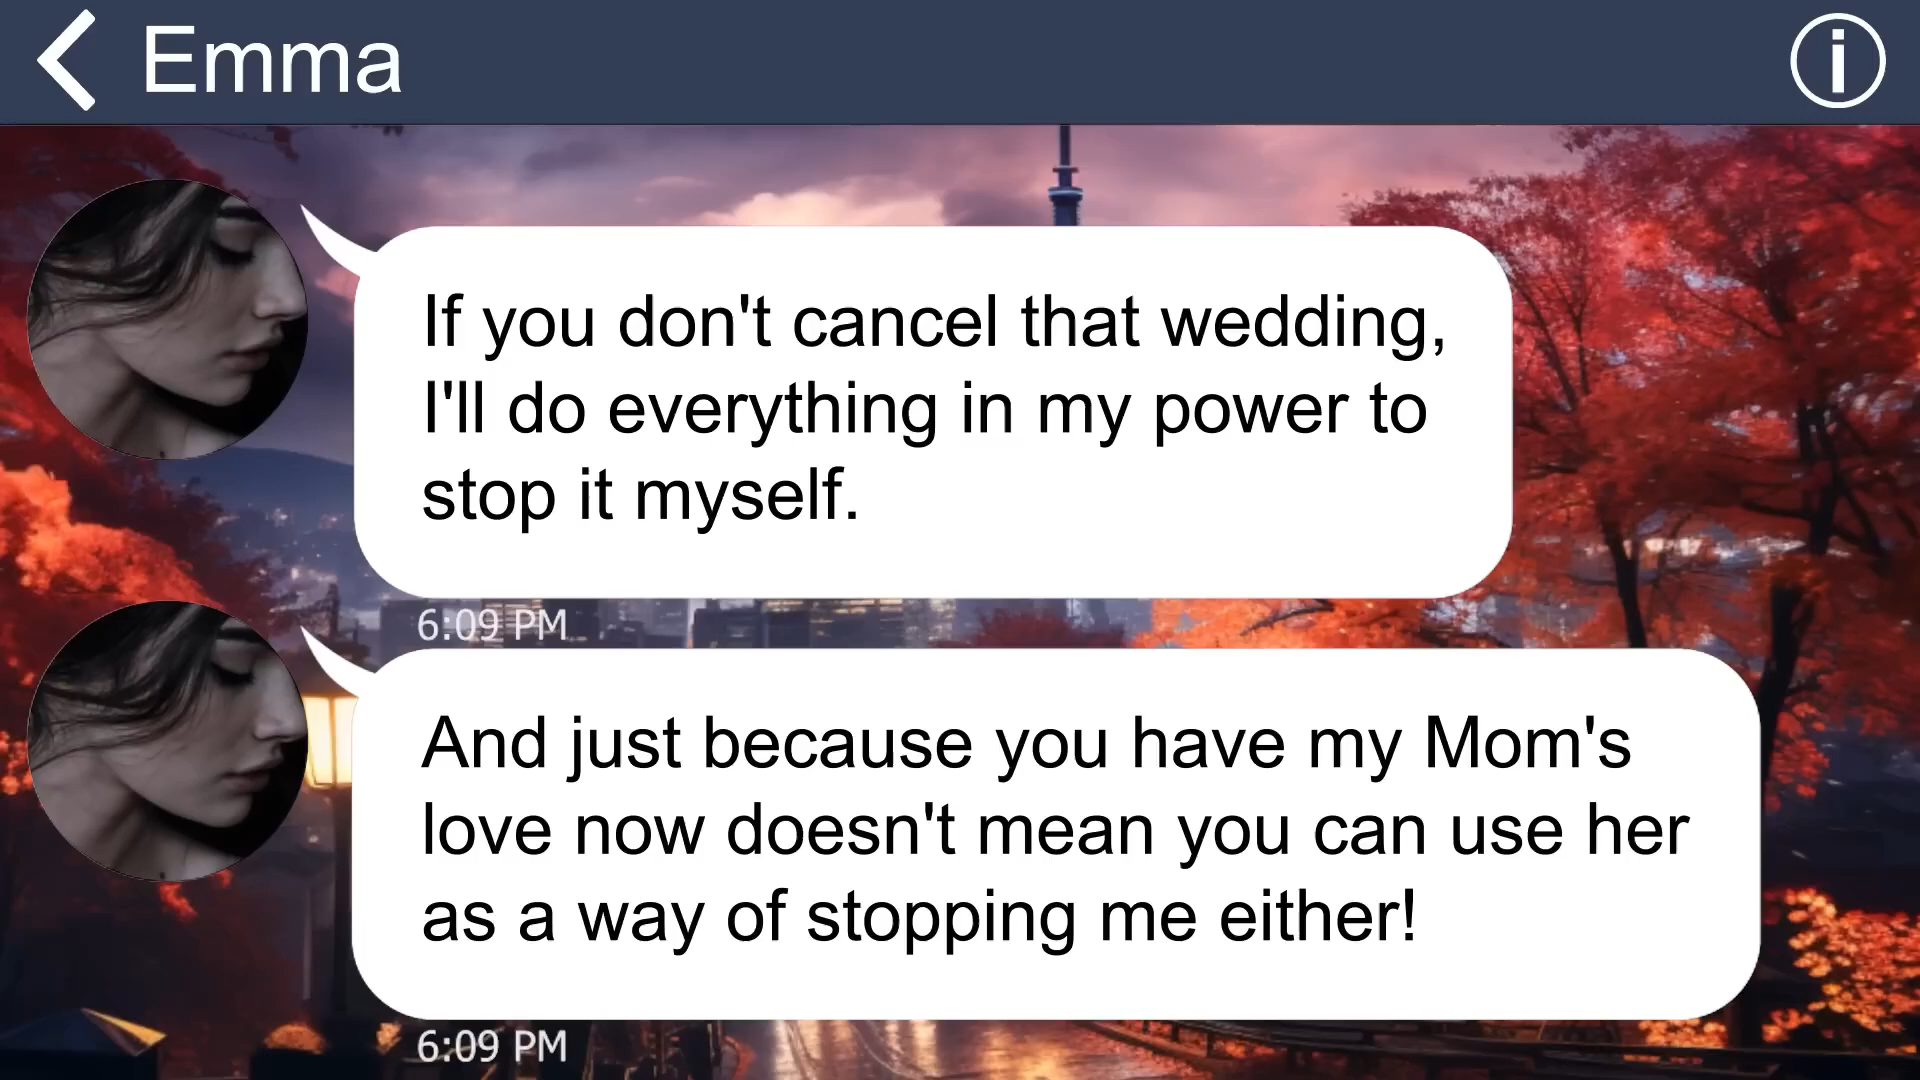 Emma
If you don't cancel that wedding,
I'll do everything in my power to
stop it myself.
6:09 PM
And just because you have my Mom's
love now doesn't mean you can use her
as a way of stopping me either!
6:09 PM